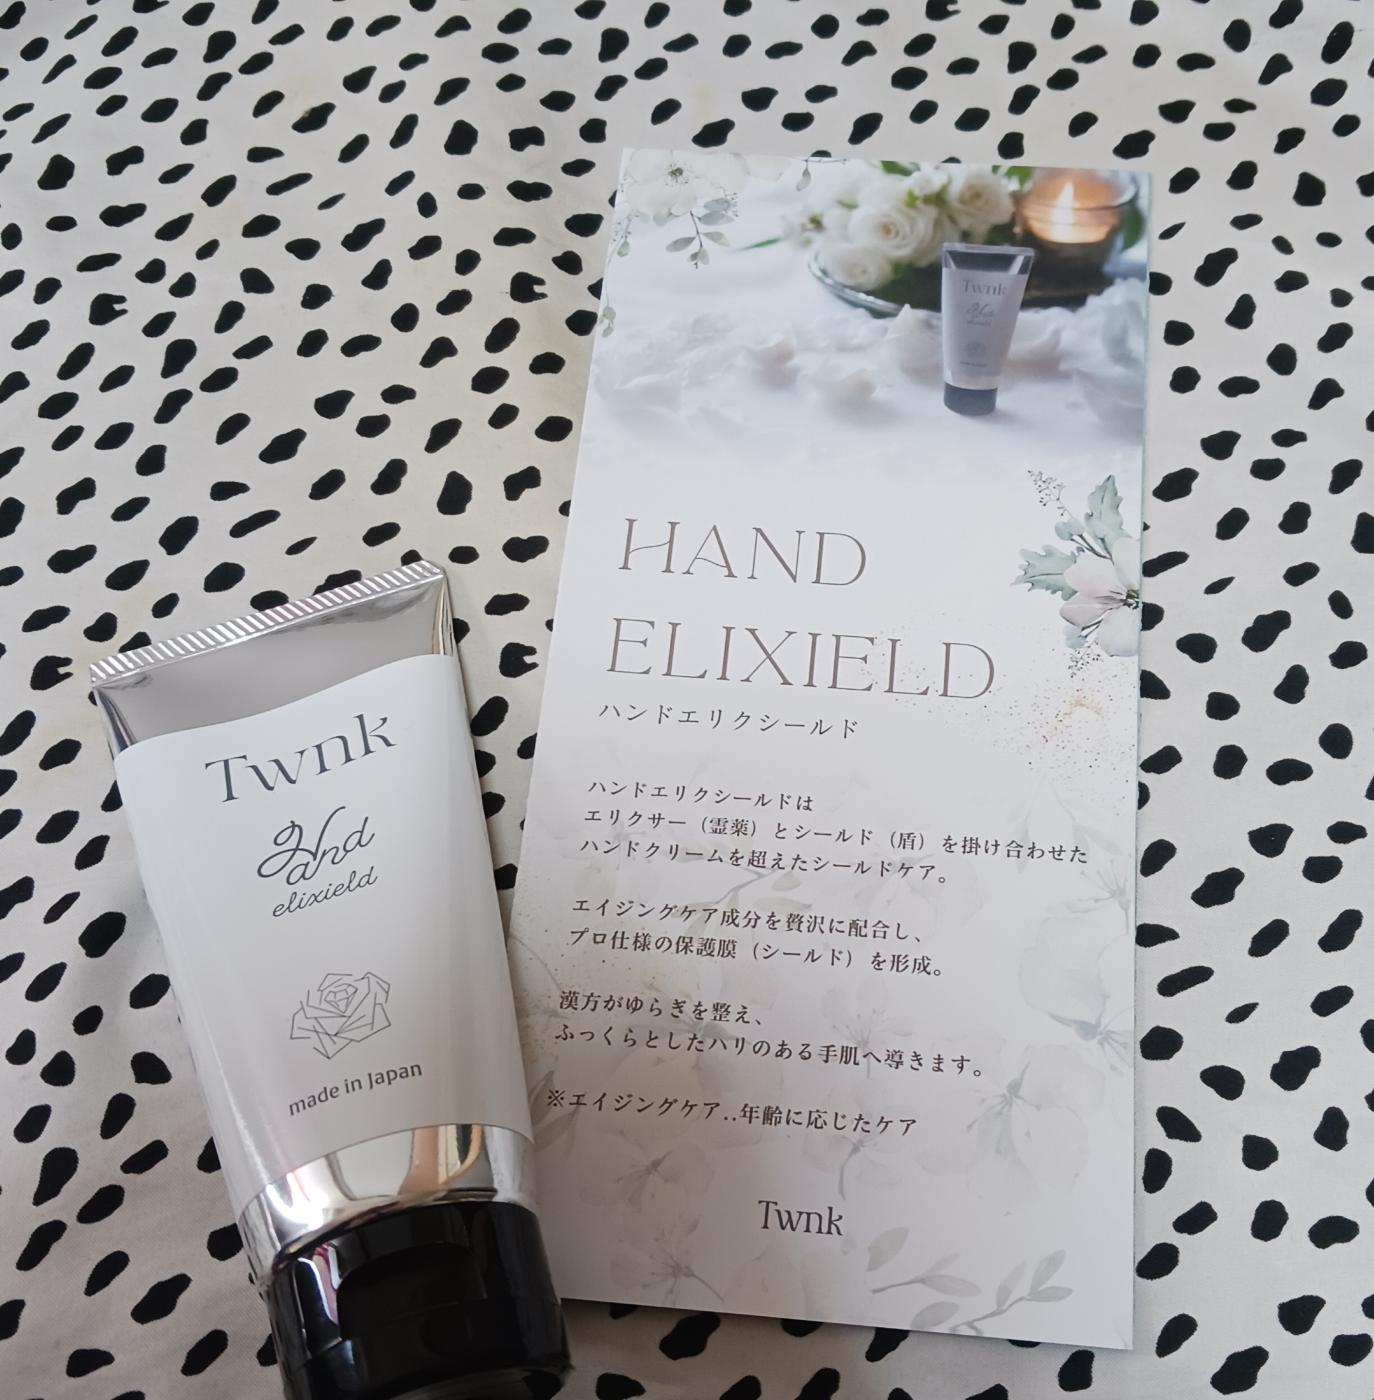 Twnk
Hand
elixield
made in Japan
Twnk
HAND
ELIXIELD
ハンドエリクシールド
ハンドエリクシールドは
エリクサー（霊薬）とシールド（盾）を掛け合わせた
ハンドクリームを超えたシールドケア。
エイジングケア成分を贅沢に配合し、
プロ仕様の保護膜（シールド）を形成。
漢方がゆらぎを整え、
ふっくらとしたハリのある手肌へ導きます。
※エイジングケア..年齢に応じたケア
Twnk